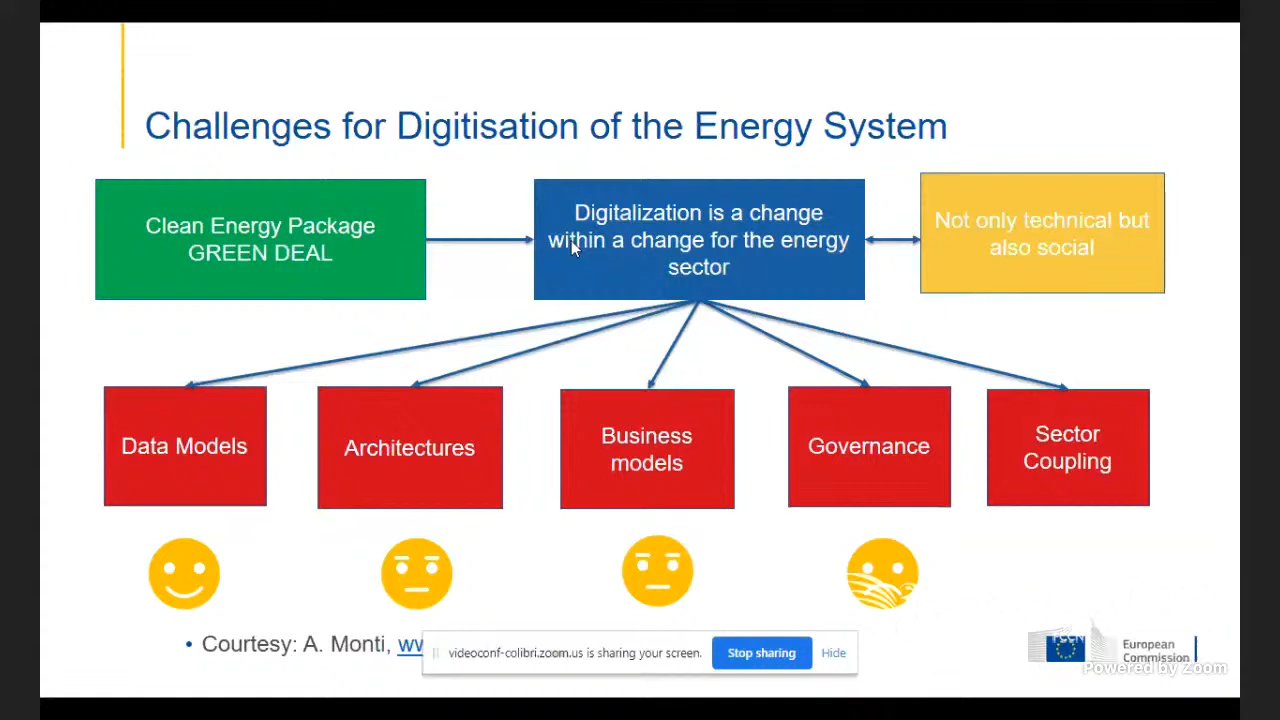 Challenges for Digitisation of the Energy System
Clean Energy Package
GREEN DEAL
Digitalization is a change
within a change for the energy
sector
Not only technical but
also social
Data Models
Architectures
Business
models
Governance
Sector
Coupling
• Courtesy: A. Monti,
videoconf-colibri.zoom.us is sharing your screen.
Stop sharing
Hide
European
Commission
Powered by Zoom